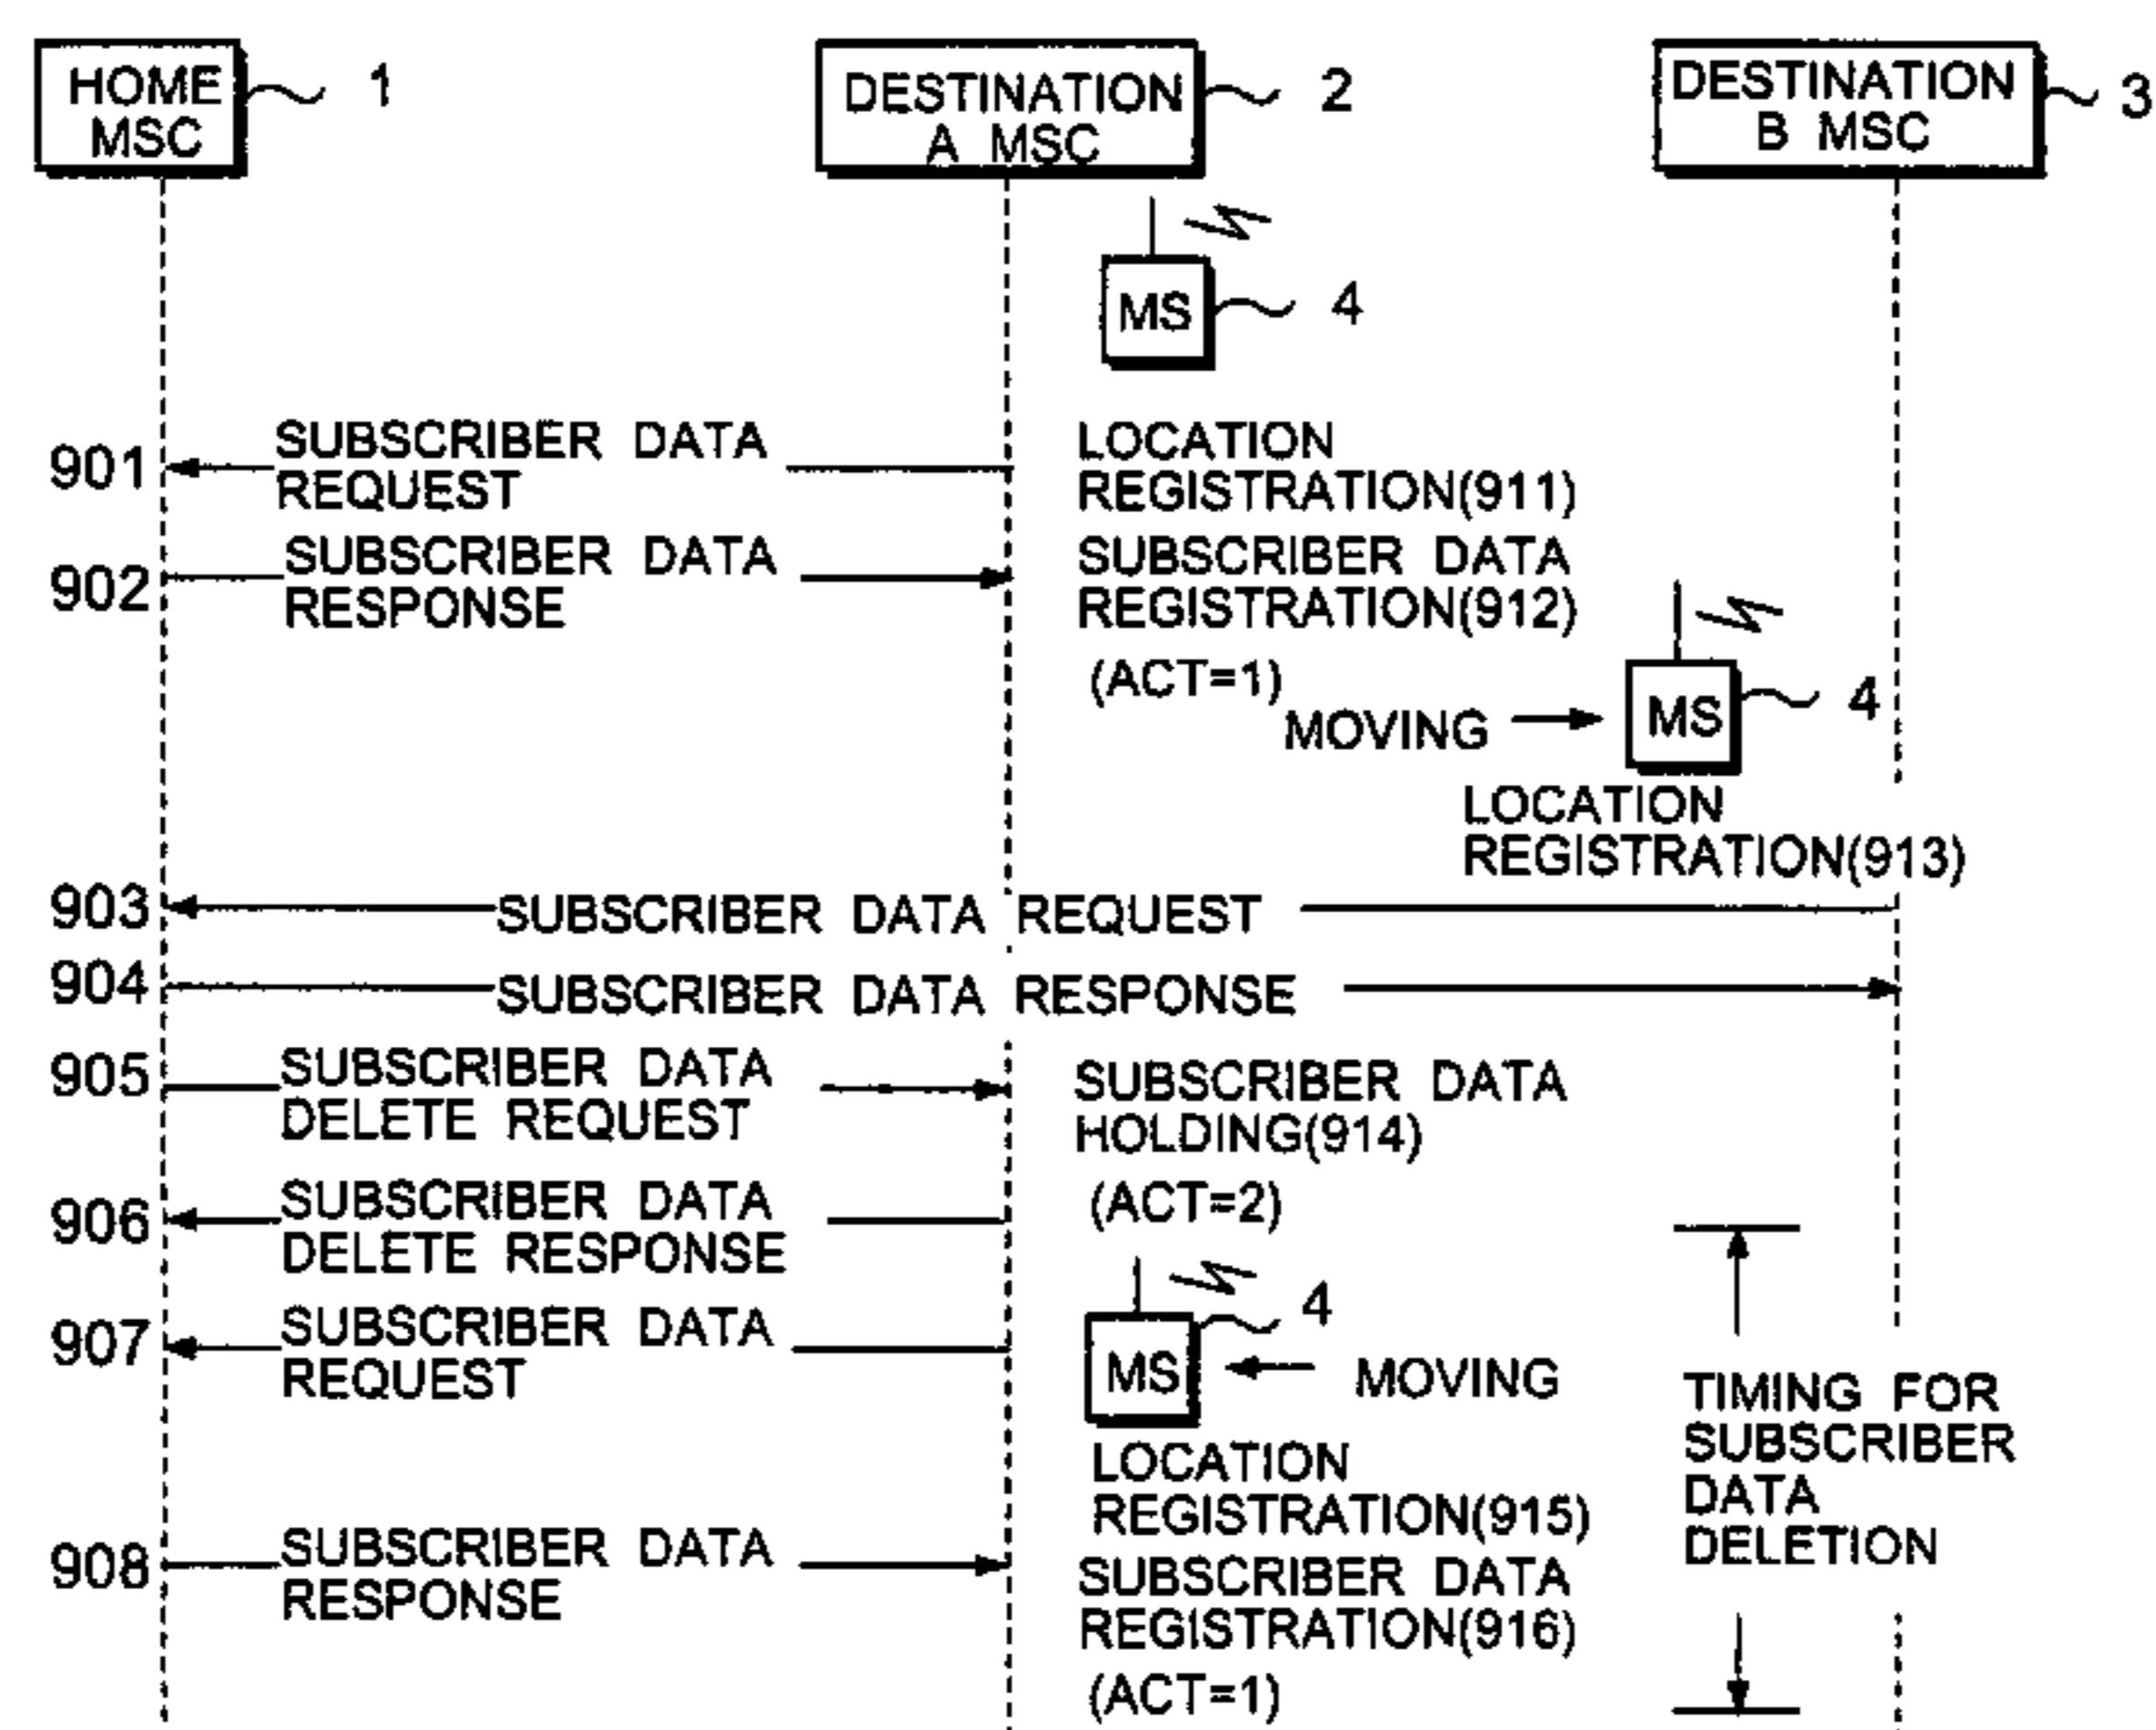 HOME
MSC
1
DESTINATION
A MSC
2
DESTINATION
B MSC
3
MS
4
901
SUBSCRIBER DATA
REQUEST
LOCATION
REGISTRATION(911)
902
SUBSCRIBER DATA
RESPONSE
SUBSCRIBER DATA
REGISTRATION(912)
(ACT=1)
MOVING
MS
4
LOCATION
REGISTRATION(913)
903
SUBSCRIBER DATA REQUEST
904
SUBSCRIBER DATA RESPONSE
905
SUBSCRIBER DATA
DELETE REQUEST
SUBSCRIBER DATA
HOLDING(914)
(ACT=2)
906
SUBSCRIBER DATA
DELETE RESPONSE
907
SUBSCRIBER DATA
REQUEST
MS
4
MOVING
LOCATION
REGISTRATION(915)
TIMING FOR
SUBSCRIBER
DATA
DELETION
908
SUBSCRIBER DATA
RESPONSE
SUBSCRIBER DATA
REGISTRATION(916)
(ACT=1)